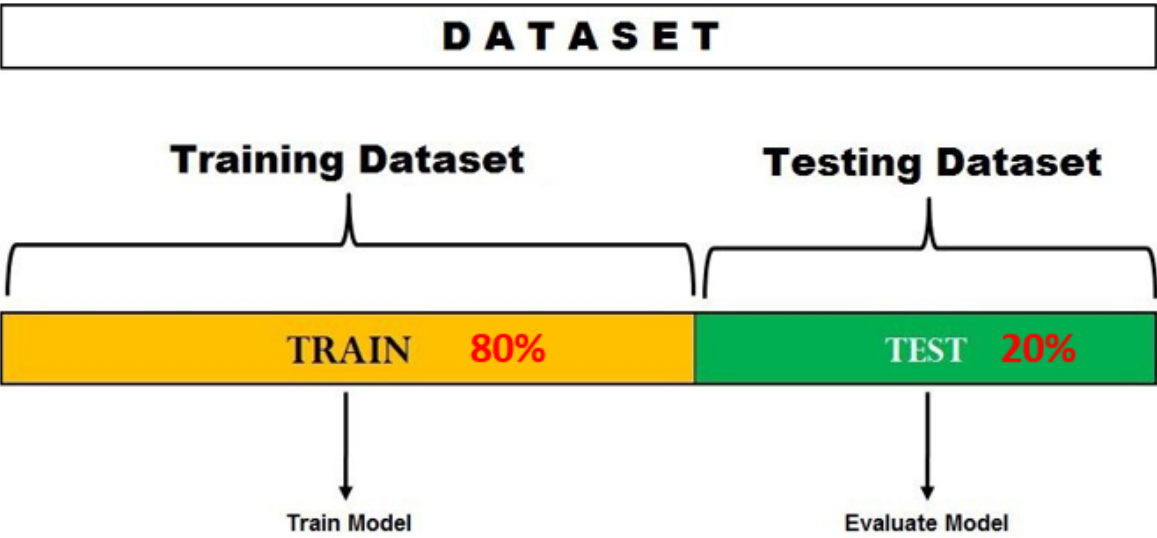 DATASET
Training Dataset
Testing Dataset
TRAIN 80%
TEST 20%
Train Model
Evaluate Model